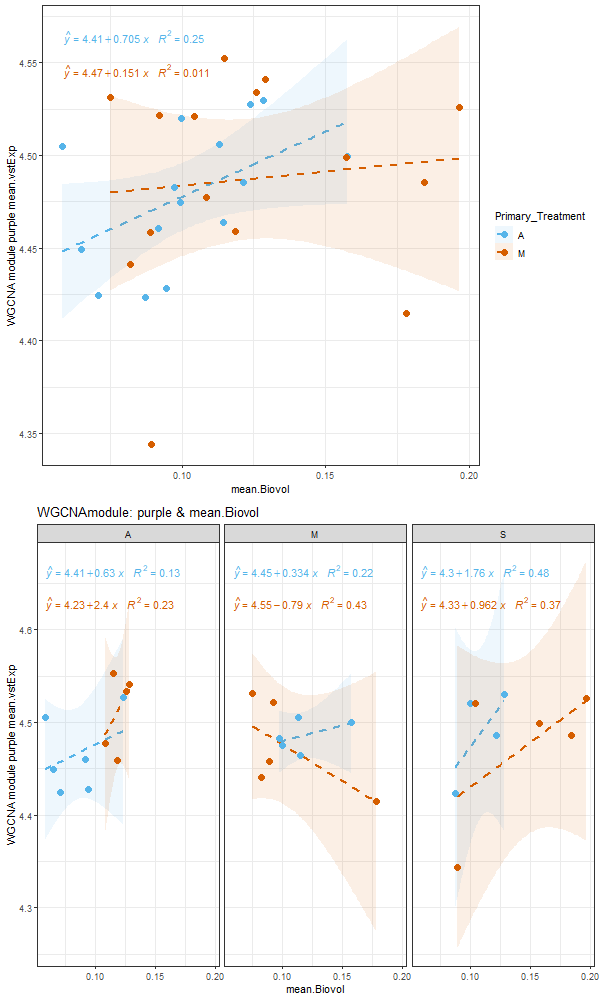 ŷ = 4.41 + 0.705 x R² = 0.25
ŷ = 4.47 + 0.151 x R² = 0.011
4.55
4.50
4.45
4.40
4.35
WGCNA module purple mean.vstExp
0.10 0.15 0.20
mean.Biovol
Primary_Treatment
A
M
WGCNAmodule: purple & mean.Biovol
A M S
ŷ = 4.41 + 0.63 x R² = 0.13 ŷ = 4.45 + 0.334 x R² = 0.22 ŷ = 4.3 + 1.76 x R² = 0.48
ŷ = 4.23 + 2.4 x R² = 0.23 ŷ = 4.55 − 0.79 x R² = 0.43 ŷ = 4.33 + 0.962 x R² = 0.37
4.6
4.5
4.4
4.3
WGCNA module purple mean.vstExp
0.10 0.15 0.20 0.10 0.15 0.20 0.10 0.15 0.20
mean.Biovol